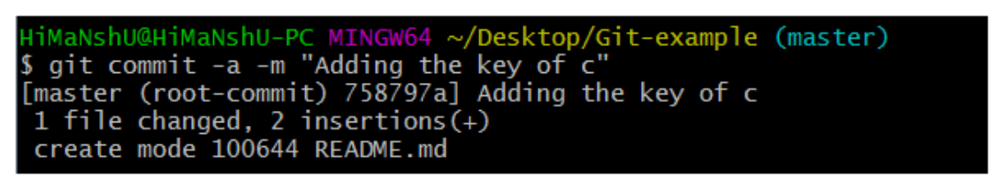 HiMaNshU@HiMaNshU-PC MINGW64 ~/Desktop/Git-example (master)
$ git commit -a -m "Adding the key of c"
[master (root-commit) 758797a] Adding the key of c
 1 file changed, 2 insertions(+)
 create mode 100644 README.md